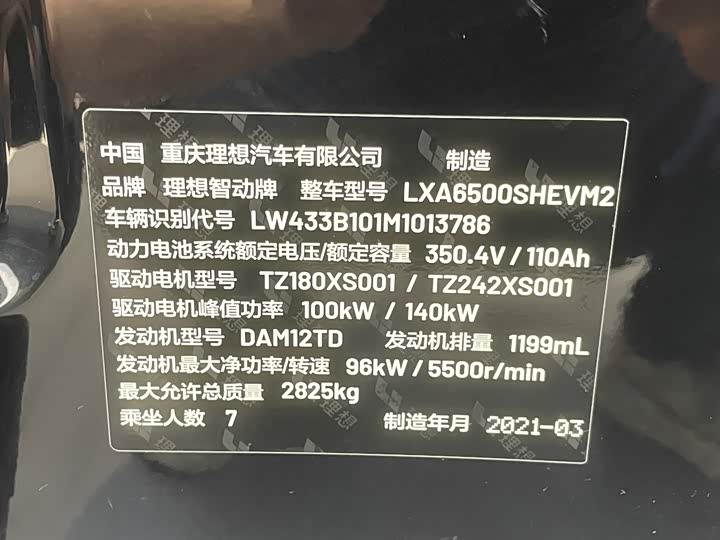 中国 重庆理想汽车有限公司 制造
品牌 理想智动牌 整车型号 LXA6500SHEVM2
车辆识别代号 LW433B101M1013786
动力电池系统额定电压/额定容量 350.4V / 110Ah
驱动电机型号 TZ180XS001 / TZ242XS001
驱动电机峰值功率 100kW / 140kW
发动机型号 DAM12TD 发动机排量 1199mL
发动机最大净功率/转速 96kW / 5500r/min
最大允许总质量 2825kg
乘坐人数 7 制造年月 2021-03